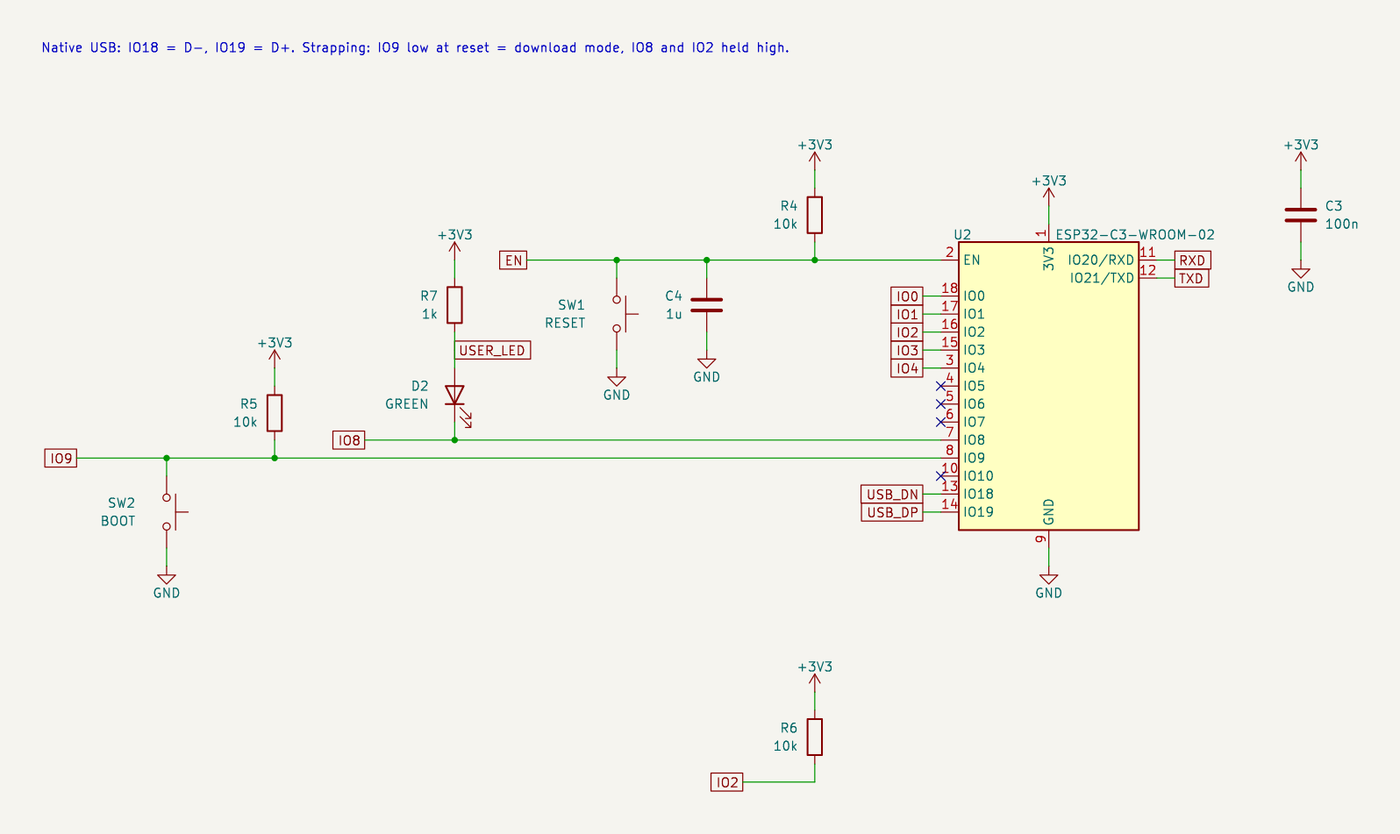 Native USB: IO18 = D-, IO19 = D+. Strapping: IO9 low at reset = download mode, IO8 and IO2 held high.
+3V3
R4
10k
+3V3
C3
100n
GND
+3V3
1
U2
ESP32-C3-WROOM-02
3V3
EN
2
EN
IO20/RXD
11
RXD
IO21/TXD
12
TXD
IO0
18
IO0
IO1
17
IO1
IO2
16
IO2
IO3
15
IO3
IO4
3
IO4
4
IO5
5
IO6
6
IO7
IO8
7
IO8
IO9
8
IO9
10
IO10
USB_DN
13
IO18
USB_DP
14
IO19
GND
9
GND
+3V3
R7
1k
USER_LED
D2
GREEN
SW1
RESET
GND
C4
1u
GND
+3V3
R5
10k
SW2
BOOT
GND
+3V3
R6
10k
IO2